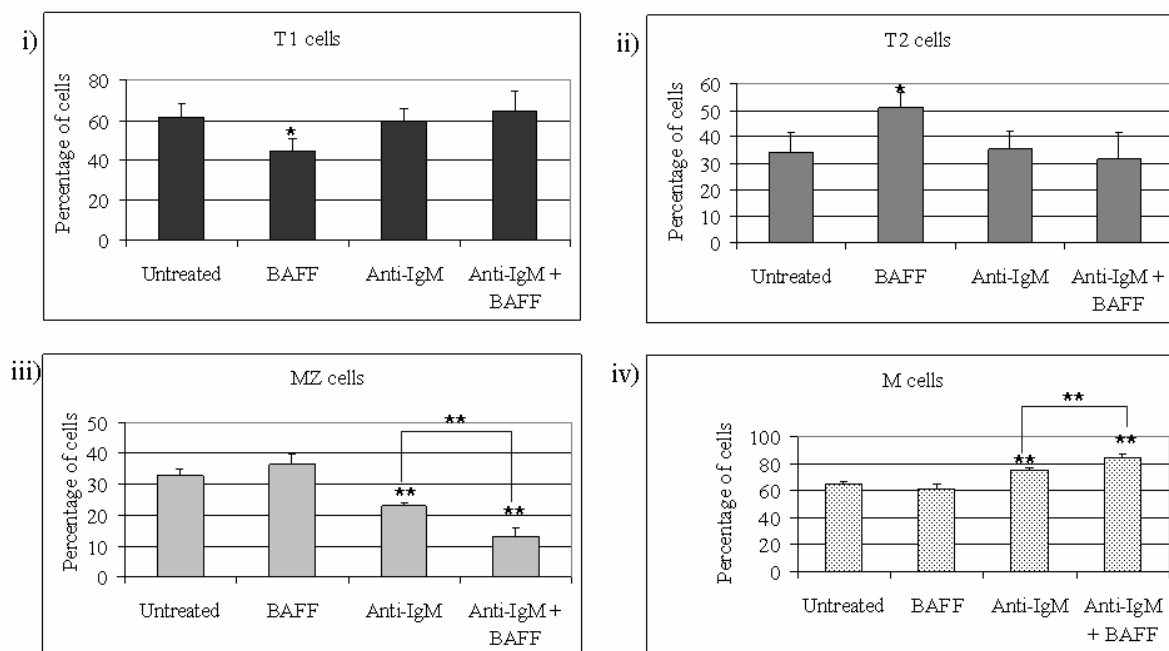 i)
T1 cells
Percentage of cells
80
60
40
20
0
*
Untreated BAFF Anti-IgM Anti-IgM +
BAFF
ii)
T2 cells
Percentage of cells
60
50
40
30
20
10
0
*
Untreated BAFF Anti-IgM Anti-IgM +
BAFF
iii)
MZ cells
Percentage of cells
50
40
30
20
10
0
**
**
**
Untreated BAFF Anti-IgM Anti-IgM +
BAFF
iv)
M cells
Percentage of cells
100
80
60
40
20
0
**
**
**
Untreated BAFF Anti-IgM Anti-IgM
+ BAFF